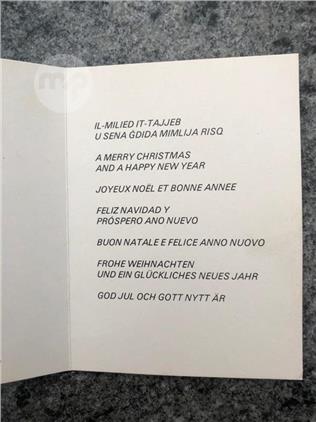 IL-MILIED IT-TAJJEB
U SENA ĠDIDA MIMLIJA RISQ
A MERRY CHRISTMAS
AND A HAPPY NEW YEAR
JOYEUX NOËL ET BONNE ANNEE
FELIZ NAVIDAD Y
PRÓSPERO ANO NUEVO
BUON NATALE E FELICE ANNO NUOVO
FROHE WEIHNACHTEN
UND EIN GLÜCKLICHES NEUES JAHR
GOD JUL OCH GOTT NYTT ÄR